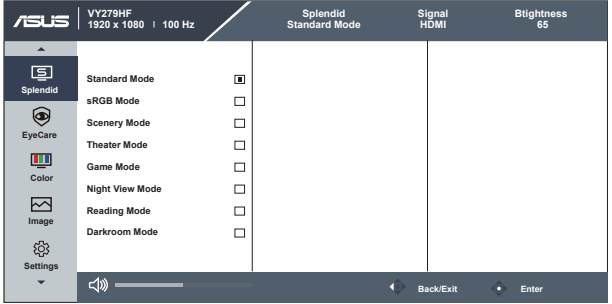 ASUS
VY279HF
1920 x 1080 | 100 Hz
Splendid
Standard Mode
Signal
HDMI
Btightness
65
Splendid
EyeCare
Color
Image
Settings
Standard Mode
sRGB Mode
Scenery Mode
Theater Mode
Game Mode
Night View Mode
Reading Mode
Darkroom Mode
Back/Exit
Enter